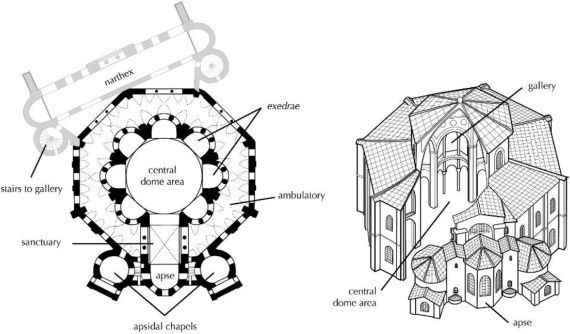 narthex
exedrae
gallery
central
dome area
stairs to gallery
ambulatory
sanctuary
apse
central
dome area
apsidal chapels
apse